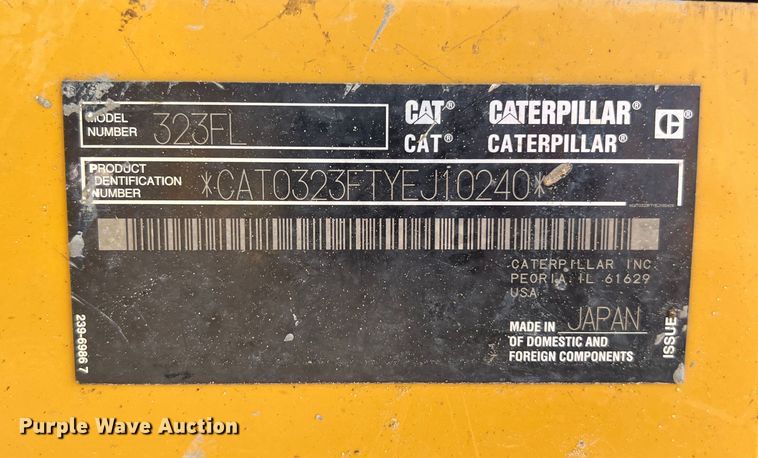 MODEL
NUMBER 323FL
CAT® CATERPILLAR®
CAT® CATERPILLAR®
C®
PRODUCT
IDENTIFICATION
NUMBER *CAT0323FTYEJ10240*
CATERPILLAR INC.
PEORIA IL 61629
USA
MADE IN JAPAN
OF DOMESTIC AND
FOREIGN COMPONENTS
ISSUE
239-6986 7
Purple Wave Auction